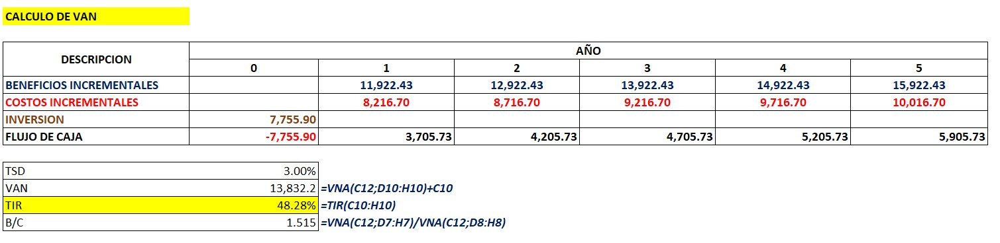 CALCULO DE VAN
DESCRIPCION AÑO
0 1 2 3 4 5
BENEFICIOS INCREMENTALES 11,922.43 12,922.43 13,922.43 14,922.43 15,922.43
COSTOS INCREMENTALES 8,216.70 8,716.70 9,216.70 9,716.70 10,016.70
INVERSION 7,755.90
FLUJO DE CAJA -7,755.90 3,705.73 4,205.73 4,705.73 5,205.73 5,905.73
TSD 3.00%
VAN 13,832.2 =VNA(C12;D10:H10)+C10
TIR 48.28% =TIR(C10:H10)
B/C 1.515 =VNA(C12;D7:H7)/VNA(C12;D8:H8)